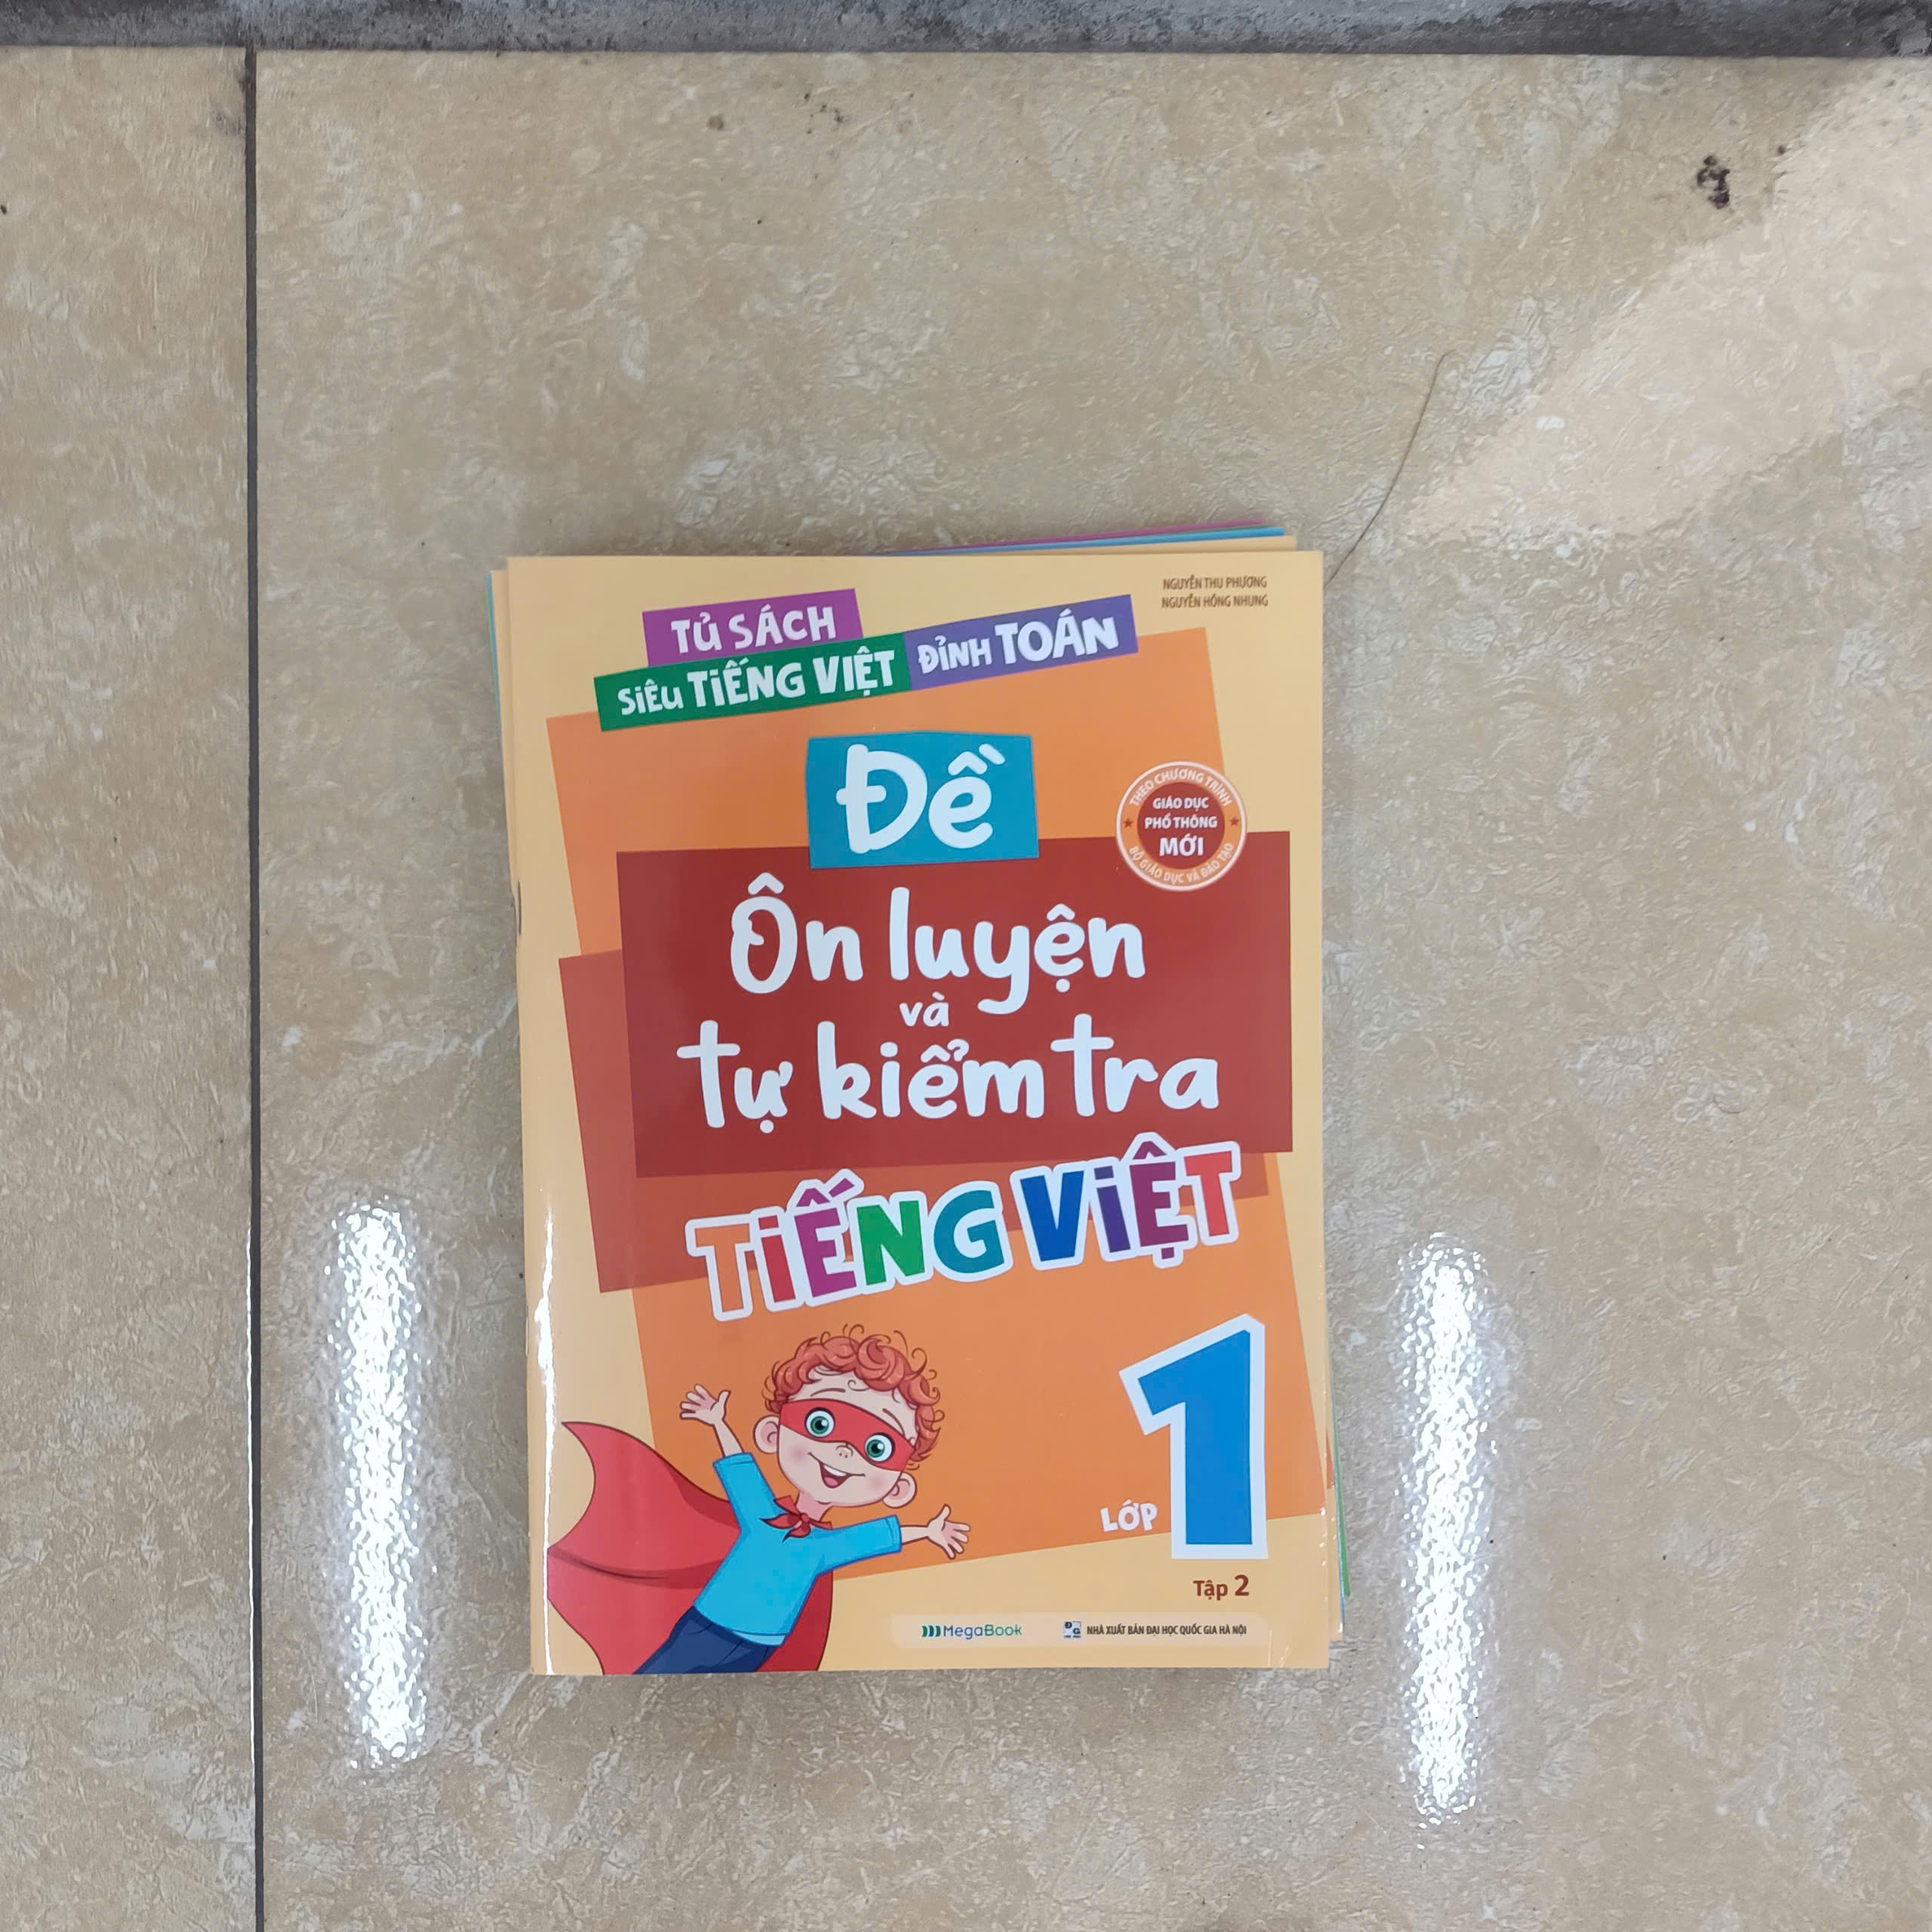 NGUYỄN THU PHƯƠNG
NGUYỄN HỒNG NHUNG
TỦ SÁCH
SIÊU TIẾNG VIỆT ĐỈNH TOÁN
Đề
THEO CHƯƠNG TRÌNH
GIÁO DỤC
PHỔ THÔNG
MỚI
BỘ GIÁO DỤC VÀ ĐÀO TẠO
Ôn luyện
và
tự kiểm tra
TIẾNG VIỆT
LỚP 1
Tập 2
MegaBook
NHÀ XUẤT BẢN ĐẠI HỌC QUỐC GIA HÀ NỘI